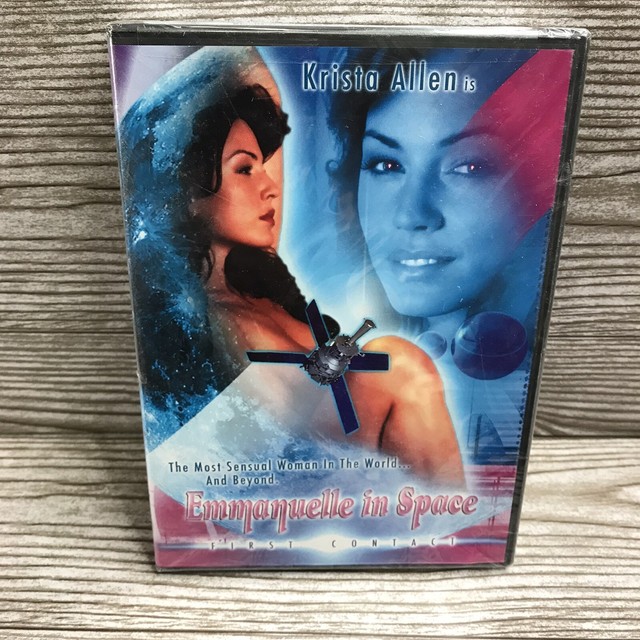 Krista Allen is
The Most Sensual Woman In The World...
And Beyond.
Emmanuelle in Space
FIRST CONTACT